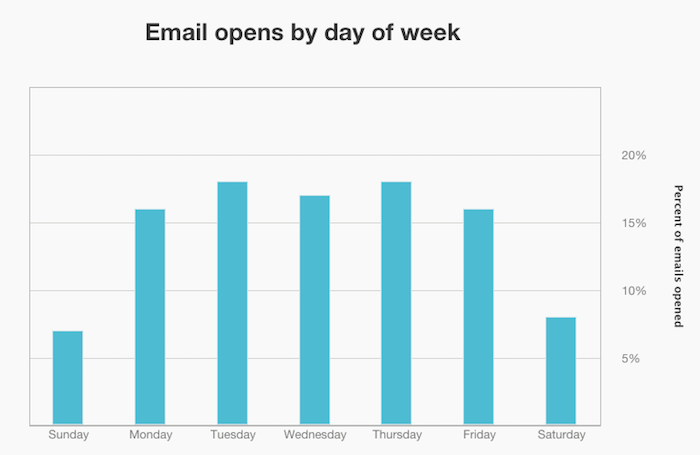 Email opens by day of week
20%
15%
10%
5%
Percent of emails opened
Sunday Monday Tuesday Wednesday Thursday Friday Saturday